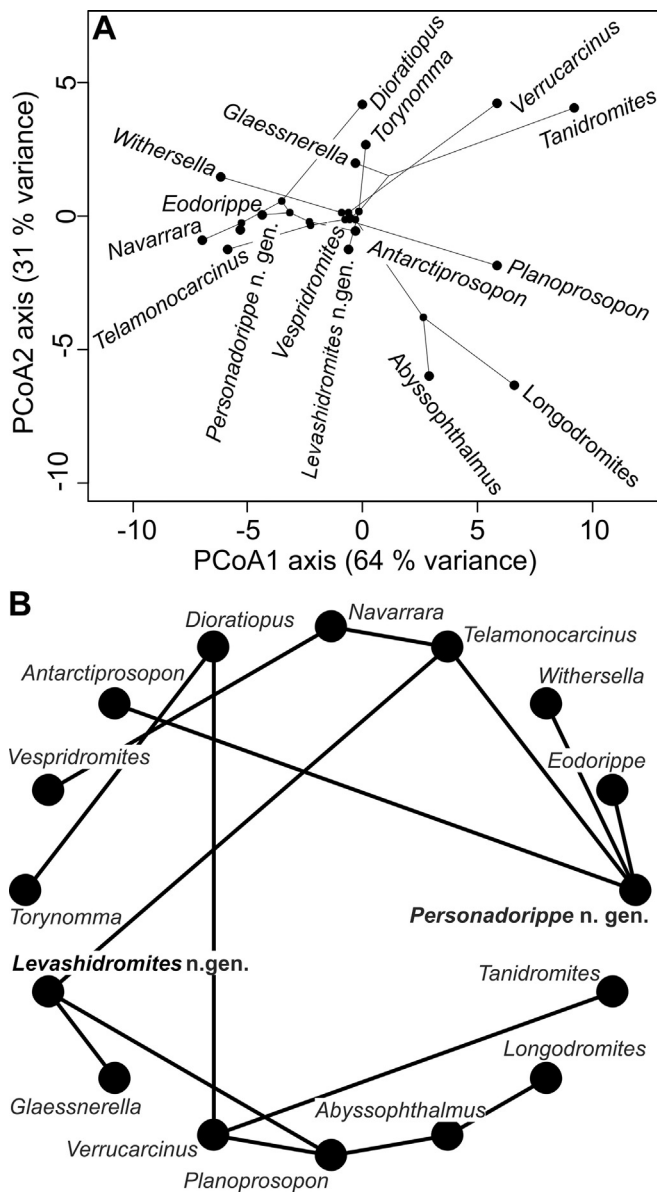 A
PCoA2 axis (31 % variance)
5
0
-5
-10
Dioratiopus
Torynomma
Verrucarcinus
Glaessnerella
Tanidromites
Withersella
Eodorippe
Navarrara
Telamonocarcinus
Personadorippe n. gen.
Vespridromites
Levashidromites n.gen.
Antarctiprosopon
Planoprosopon
Abyssophthalmus
Longodromites
-10
-5
0
5
10
PCoA1 axis (64 % variance)
B
Dioratiopus
Navarrara
Telamonocarcinus
Antarctiprosopon
Withersella
Vespridromites
Eodorippe
Torynomma
Personadorippe n. gen.
Levashidromites n.gen.
Tanidromites
Longodromites
Glaessnerella
Abyssophthalmus
Verrucarcinus
Planoprosopon